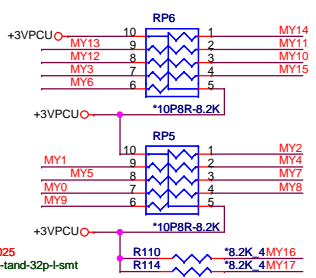 RP6
+3VPCU 10 1 MY14
MY13 9 2 MY11
MY12 8 3 MY10
MY3 7 4 MY15
MY6 6 5
+3VPCU *10P8R-8.2K
RP5
10 1 MY2
MY1 9 2 MY4
MY5 8 3 MY7
MY0 7 4 MY8
MY9 6 5
+3VPCU *10P8R-8.2K
R110 *8.2K_4 MY16
-tand-32p-l-smt R114 *8.2K_4 MY17